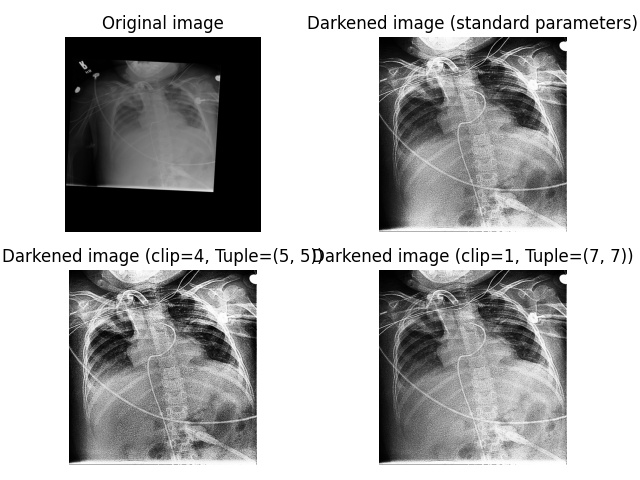 Original image
Darkened image (standard parameters)
Darkened image (clip=4, Tuple=(5, 5))
Darkened image (clip=1, Tuple=(7, 7))